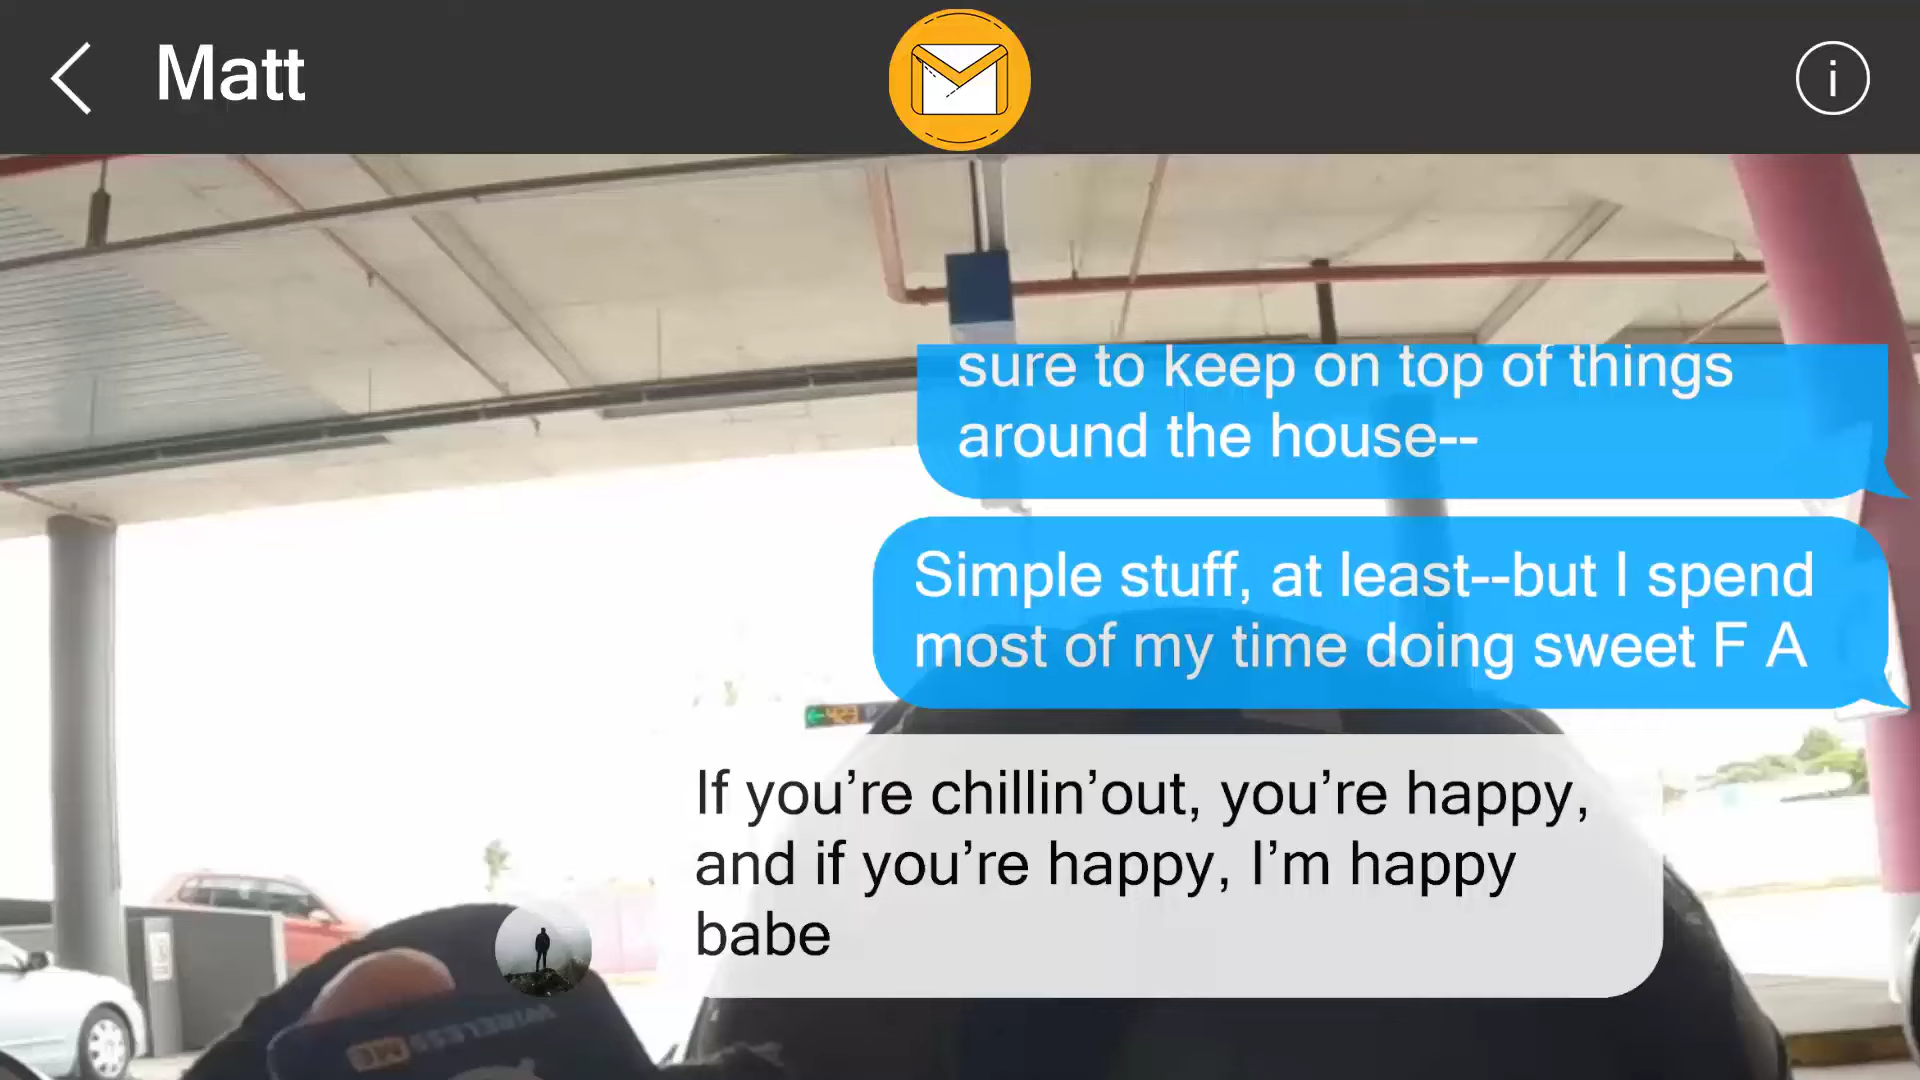 Matt
i
sure to keep on top of things
around the house--
Simple stuff, at least--but I spend
most of my time doing sweet F A
423
If you’re chillin’out, you’re happy,
and if you’re happy, I’m happy
babe
WIRELESS